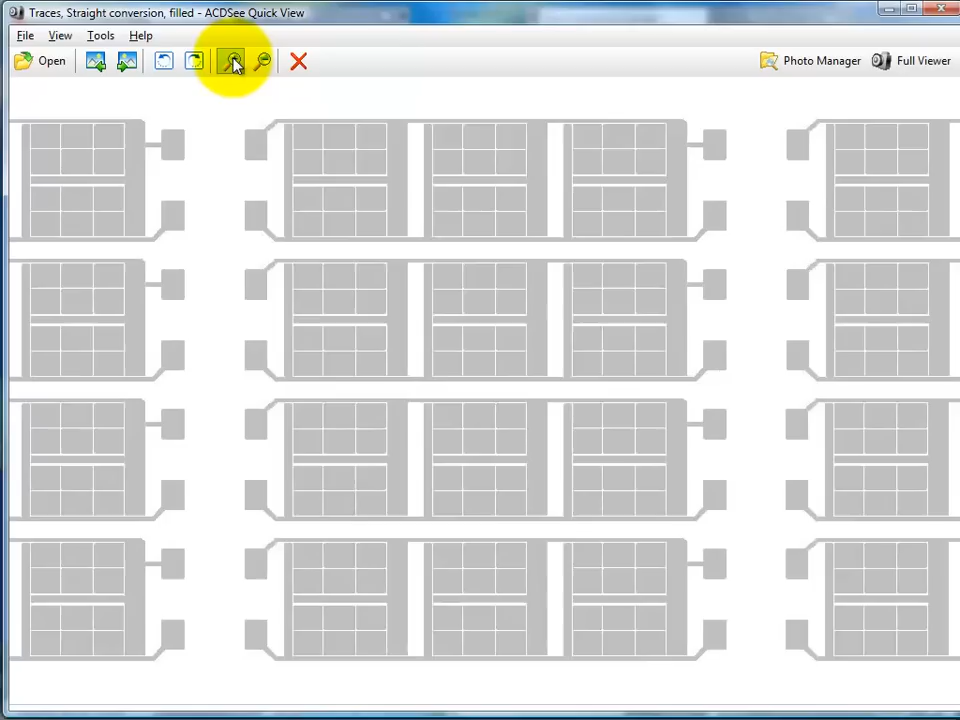 Traces, Straight conversion, filled - ACDSee Quick View
File View Tools Help
Open Photo Manager Full Viewer